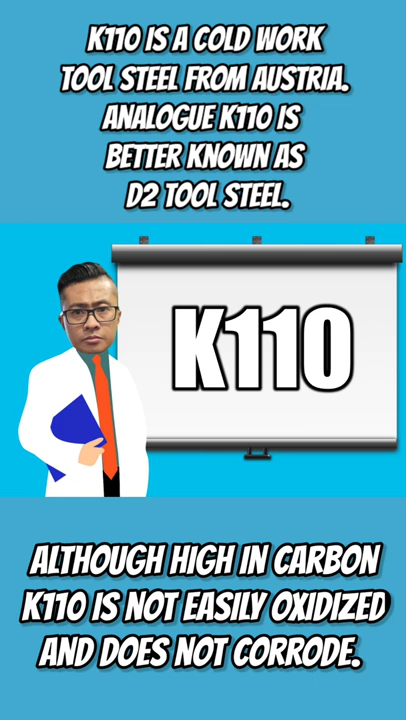 K110 IS A COLD WORK
TOOL STEEL FROM AUSTRIA.
ANALOGUE K110 IS
BETTER KNOWN AS
D2 TOOL STEEL.
K110
ALTHOUGH HIGH IN CARBON
K110 IS NOT EASILY OXIDIZED
AND DOES NOT CORRODE.